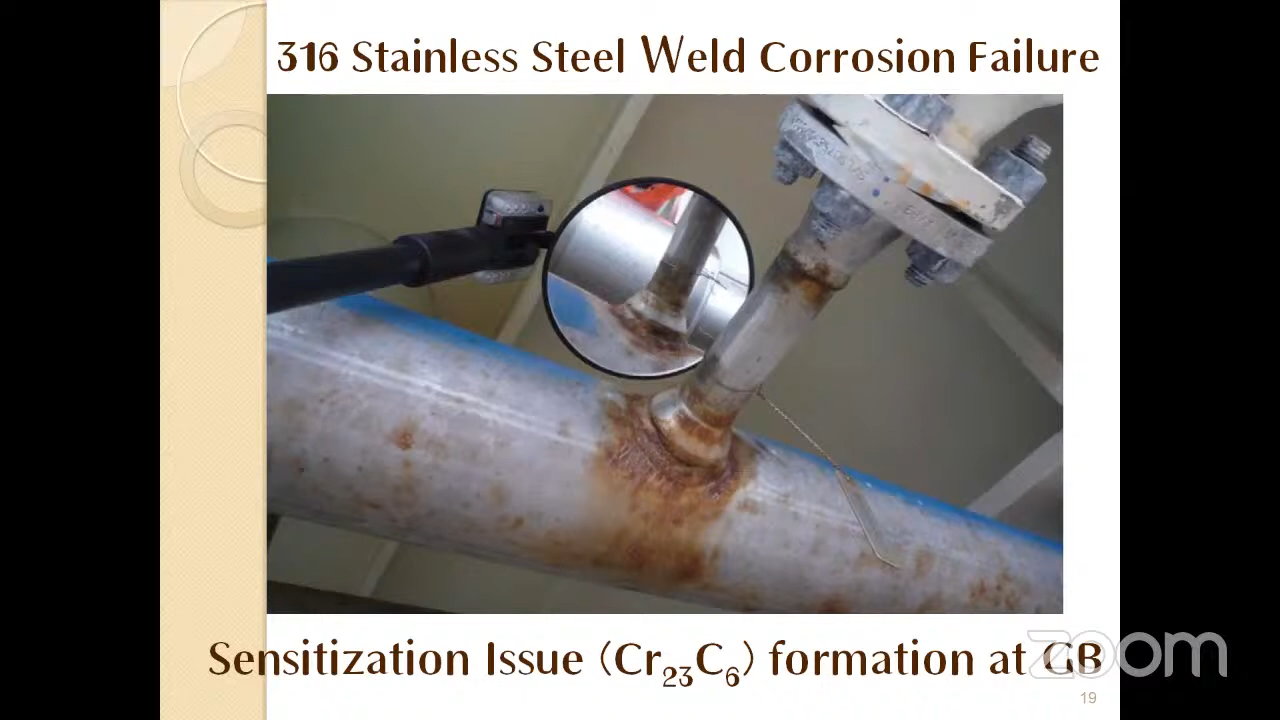 316 Stainless Steel Weld Corrosion Failure
Sensitization Issue (Cr₂₃C₆) formation at GB
zoom
19